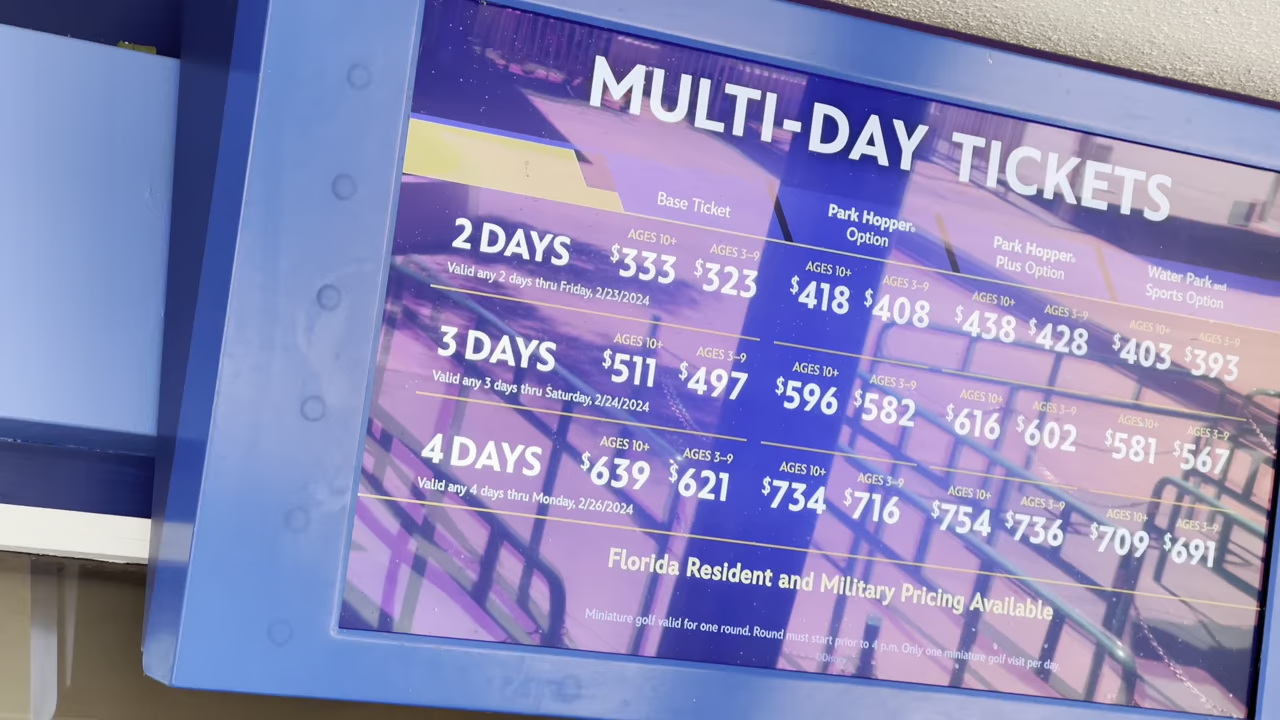 MULTI-DAY TICKETS
Base Ticket
Park Hopper® Option
Park Hopper® Plus Option
Water Park and Sports Option
2 DAYS
Valid any 2 days thru Friday, 2/23/2024
AGES 10+ AGES 3–9 AGES 10+ AGES 3–9 AGES 10+ AGES 3–9 AGES 10+ AGES 3–9
$333 $323 $418 $408 $438 $428 $403 $393
3 DAYS
Valid any 3 days thru Saturday, 2/24/2024
AGES 10+ AGES 3–9 AGES 10+ AGES 3–9 AGES 10+ AGES 3–9 AGES 10+ AGES 3–9
$511 $497 $596 $582 $616 $602 $581 $567
4 DAYS
Valid any 4 days thru Monday, 2/26/2024
AGES 10+ AGES 3–9 AGES 10+ AGES 3–9 AGES 10+ AGES 3–9 AGES 10+ AGES 3–9
$639 $621 $734 $716 $754 $736 $709 $691
Florida Resident and Military Pricing Available
Miniature golf valid for one round. Round must start prior to 4 p.m. Only one miniature golf visit per day.
©Disney